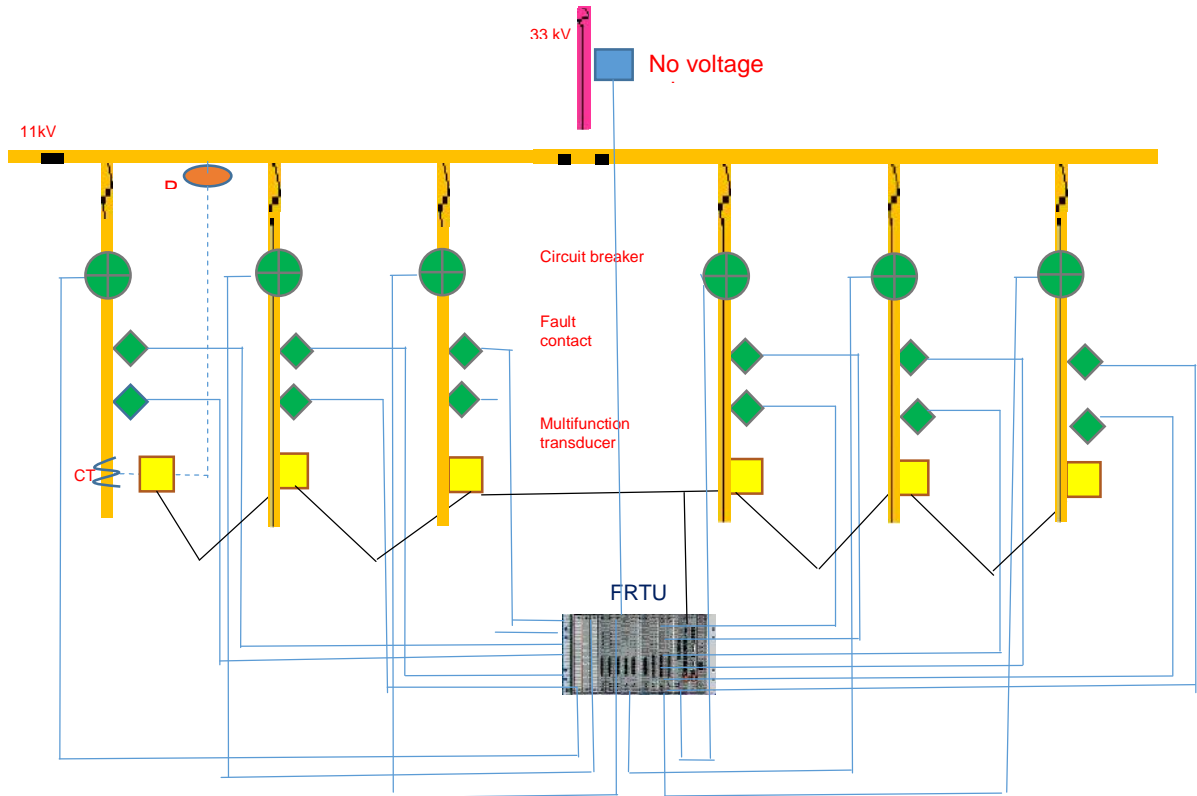 33 kV
No voltage
11kV
Circuit breaker
Fault
contact
Multifunction
transducer
CT
FRTU